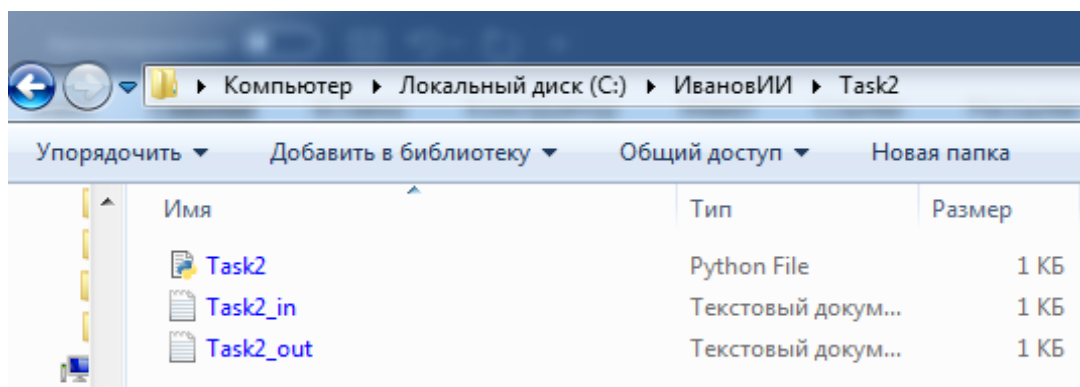 Компьютер Локальный диск (C:) ИвановИИ Task2
Упорядочить Добавить в библиотеку Общий доступ Новая папка
Имя Тип Размер
Task2 Python File 1 КБ
Task2_in Текстовый докум... 1 КБ
Task2_out Текстовый докум... 1 КБ